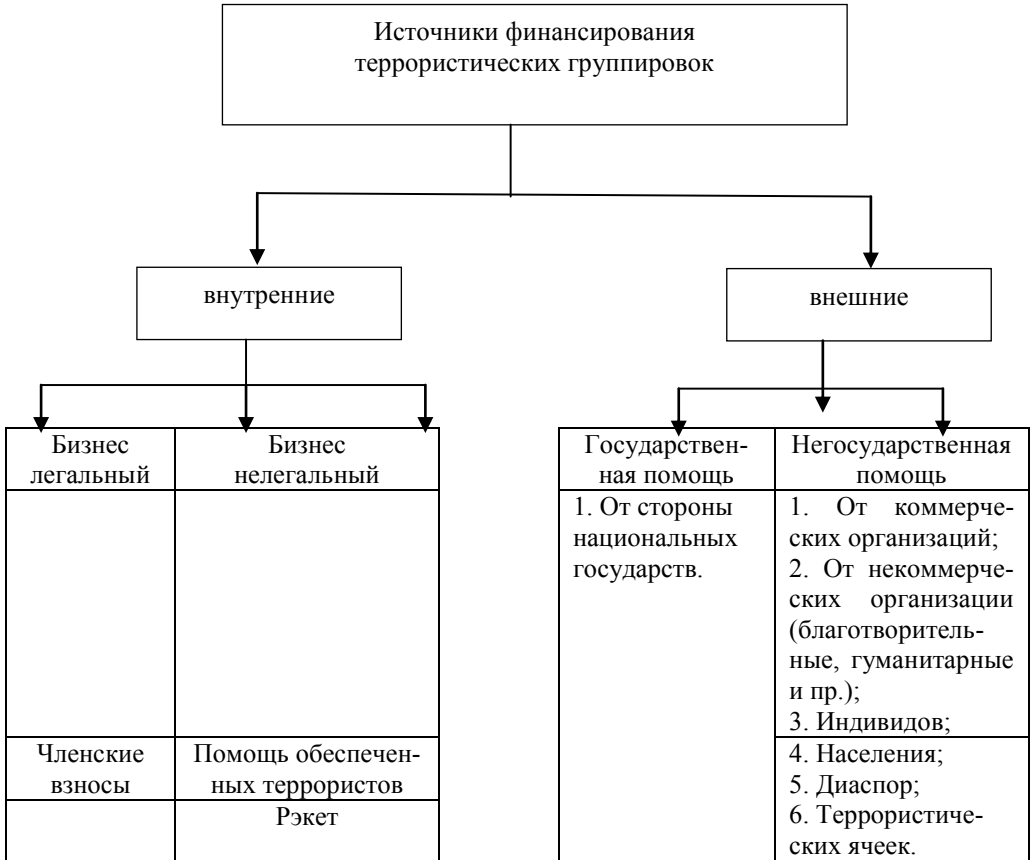 Источники финансирования
террористических группировок
внутренние
внешние
Бизнес
легальный
Бизнес
нелегальный
Членские
взносы
Помощь обеспечен-
ных террористов
Рэкет
Государствен-
ная помощь
Негосударственная
помощь
1. От стороны
национальных
государств.
1. От коммерче-
ских организаций;
2. От некоммерче-
ских организации
(благотворитель-
ные, гуманитарные
и пр.);
3. Индивидов;
4. Населения;
5. Диаспор;
6. Террористиче-
ских ячеек.